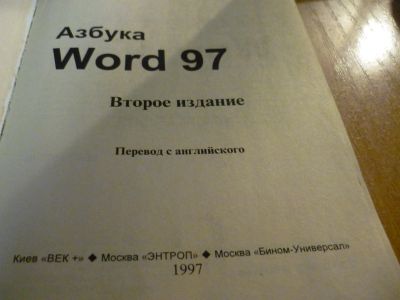 Азбука
Word 97
Второе издание
Перевод с английского
Киев «ВЕК +» ◆ Москва «ЭНТРОП» ◆ Москва «Бином-Универсал»
1997